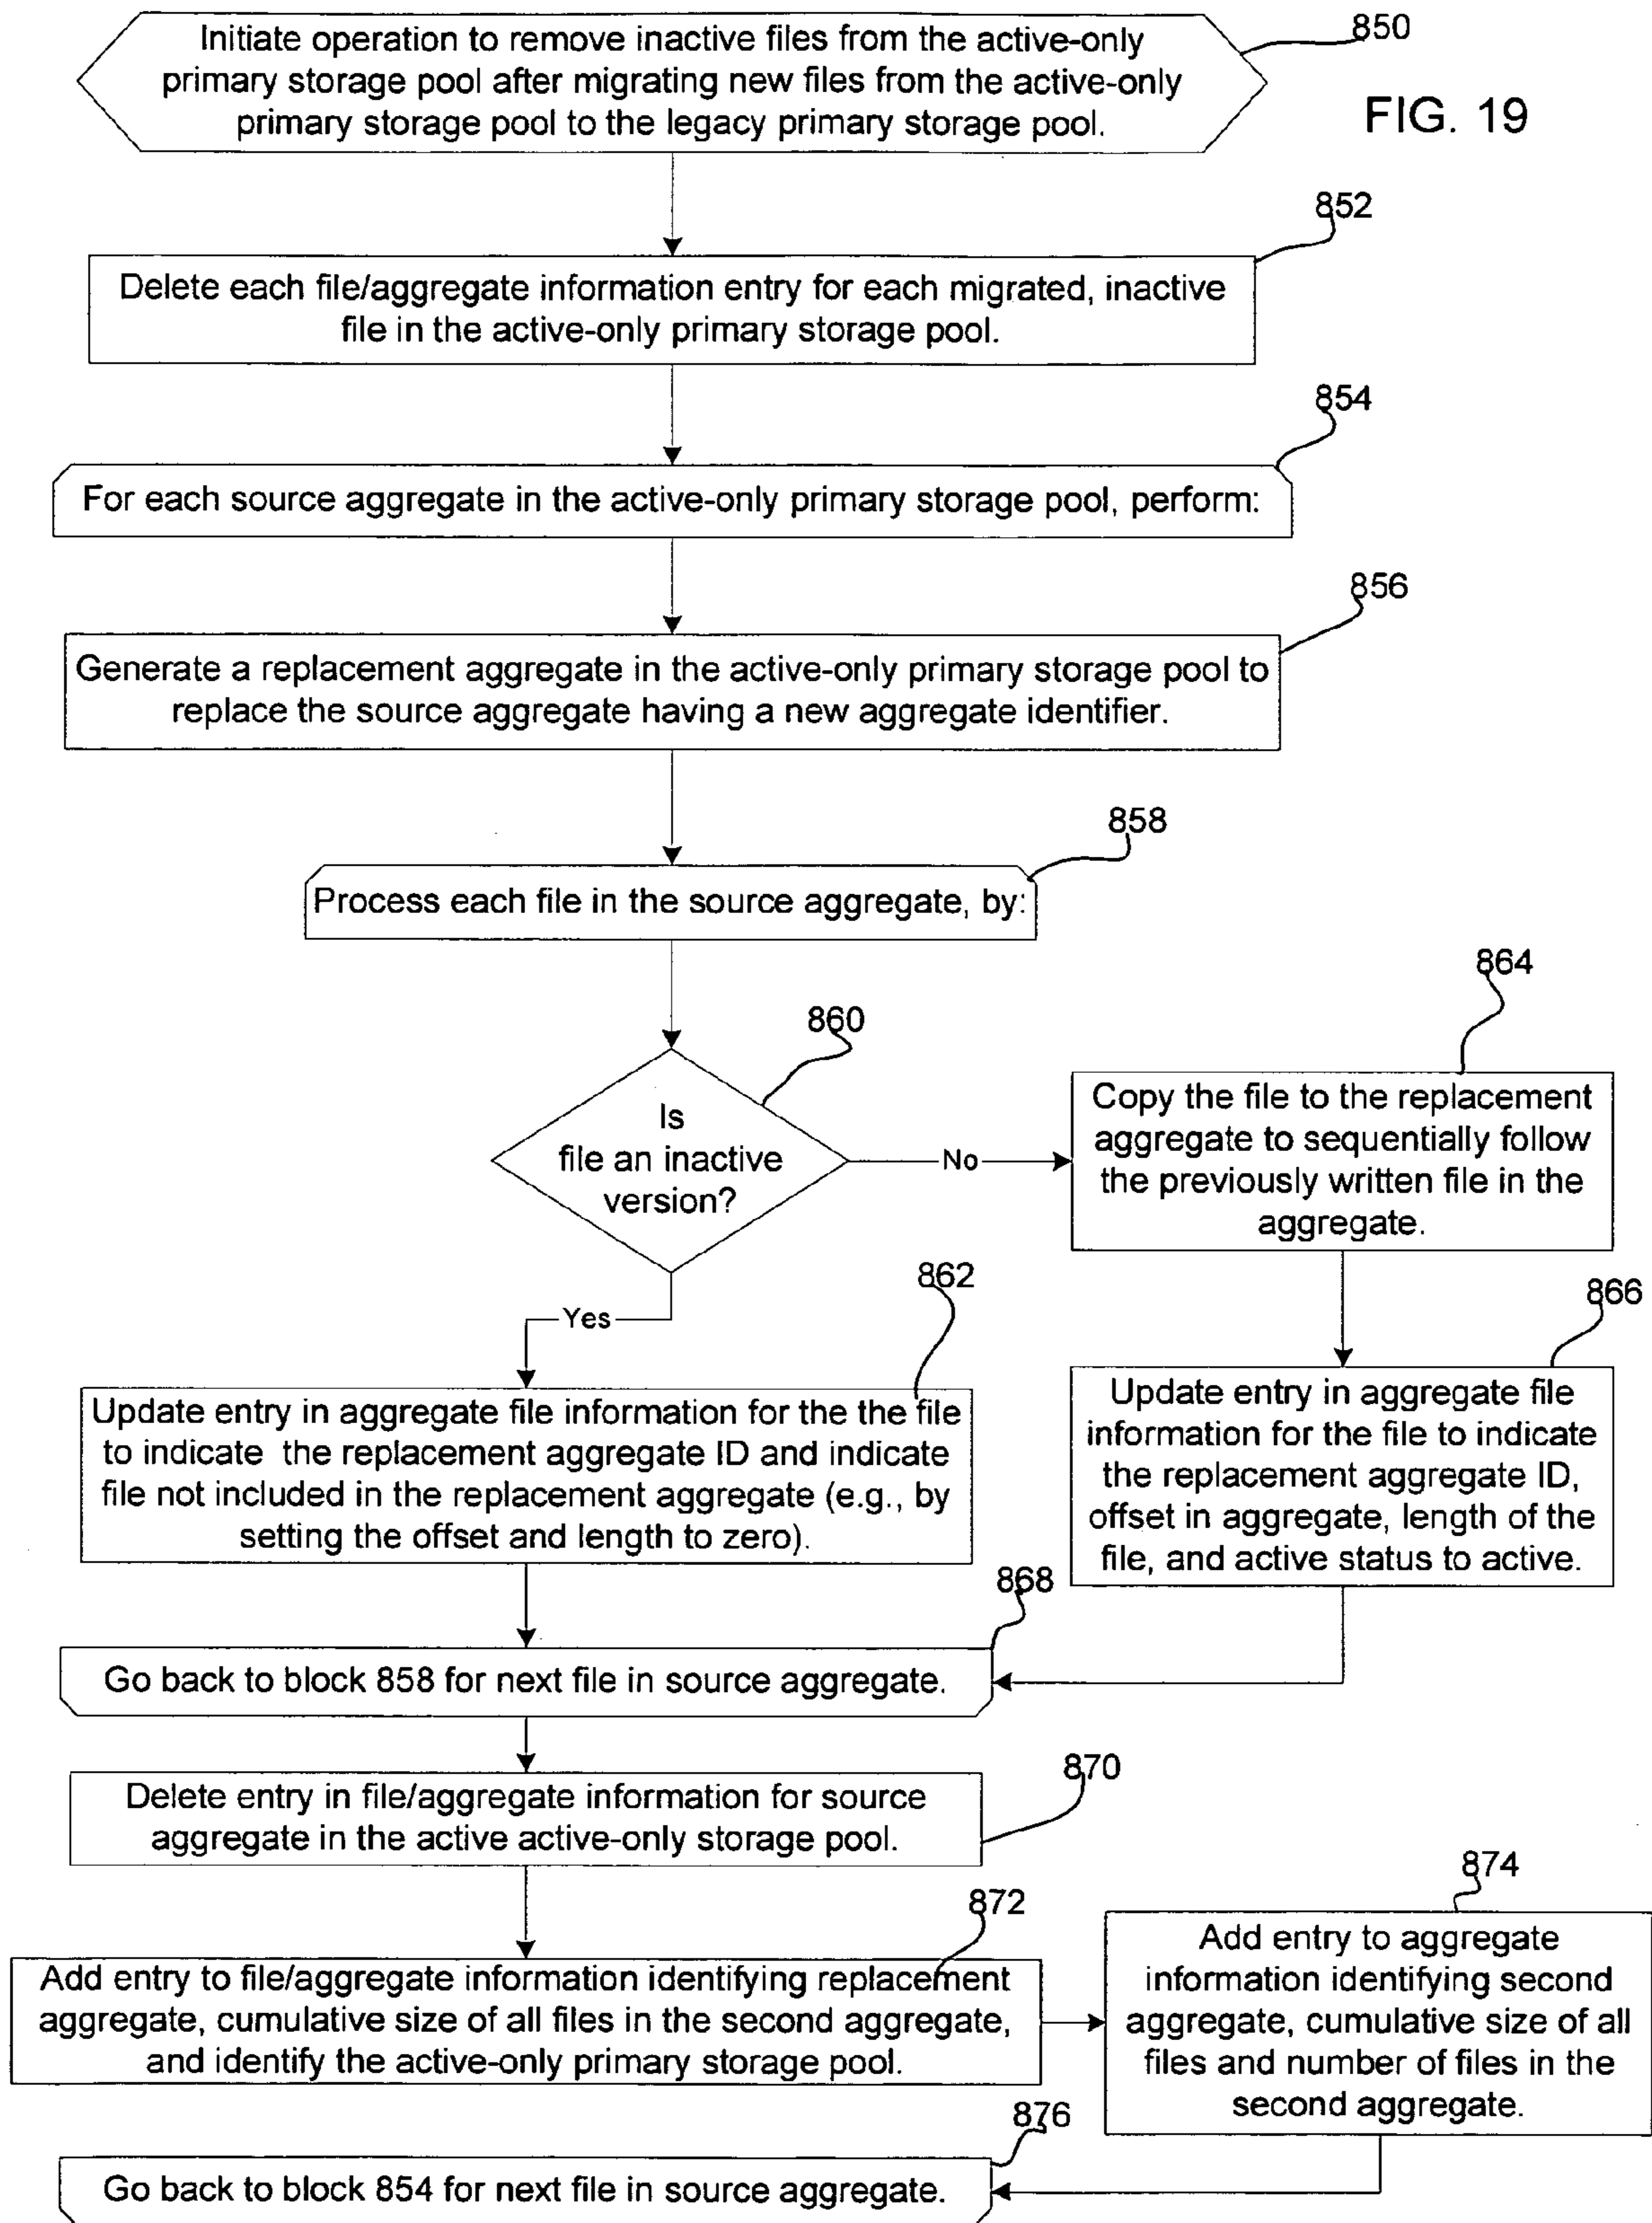 850
Initiate operation to remove inactive files from the active-only
primary storage pool after migrating new files from the active-only
primary storage pool to the legacy primary storage pool.
FIG. 19
852
Delete each file/aggregate information entry for each migrated, inactive
file in the active-only primary storage pool.
854
For each source aggregate in the active-only primary storage pool, perform:
856
Generate a replacement aggregate in the active-only primary storage pool to
replace the source aggregate having a new aggregate identifier.
858
Process each file in the source aggregate, by:
860
Is
file an inactive
version?
No
864
Copy the file to the replacement
aggregate to sequentially follow
the previously written file in the
aggregate.
Yes
862
Update entry in aggregate file information for the the file
to indicate the replacement aggregate ID and indicate
file not included in the replacement aggregate (e.g., by
setting the offset and length to zero).
866
Update entry in aggregate file
information for the file to indicate
the replacement aggregate ID,
offset in aggregate, length of the
file, and active status to active.
868
Go back to block 858 for next file in source aggregate.
870
Delete entry in file/aggregate information for source
aggregate in the active active-only storage pool.
872
Add entry to file/aggregate information identifying replacement
aggregate, cumulative size of all files in the second aggregate,
and identify the active-only primary storage pool.
874
Add entry to aggregate
information identifying second
aggregate, cumulative size of all
files and number of files in the
second aggregate.
876
Go back to block 854 for next file in source aggregate.